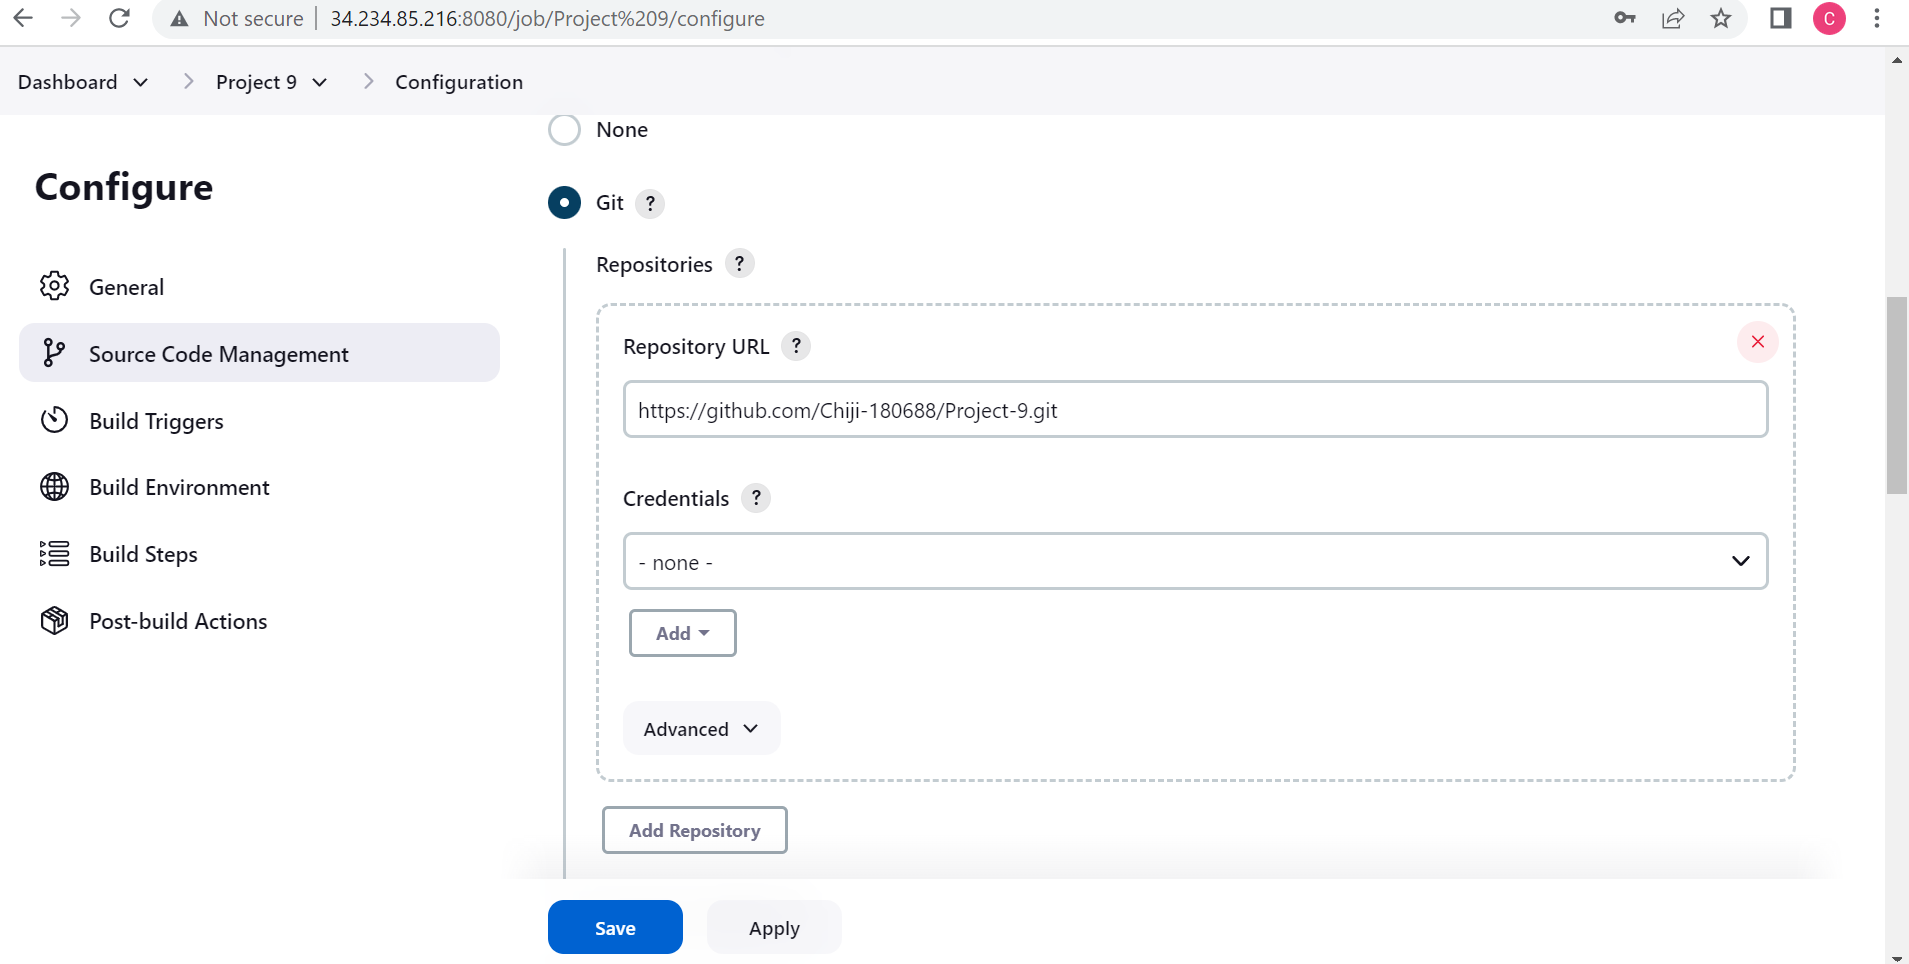 Not secure
34.234.85.216:8080/job/Project%209/configure
C
Dashboard
Project 9
Configuration
None
Configure
Git ?
Repositories ?
General
Repository URL ?
Source Code Management
https://github.com/Chiji-180688/Project-9.git
Build Triggers
Build Environment
Credentials ?
- none -
Build Steps
Post-build Actions
Add
Advanced
Add Repository
Save
Apply